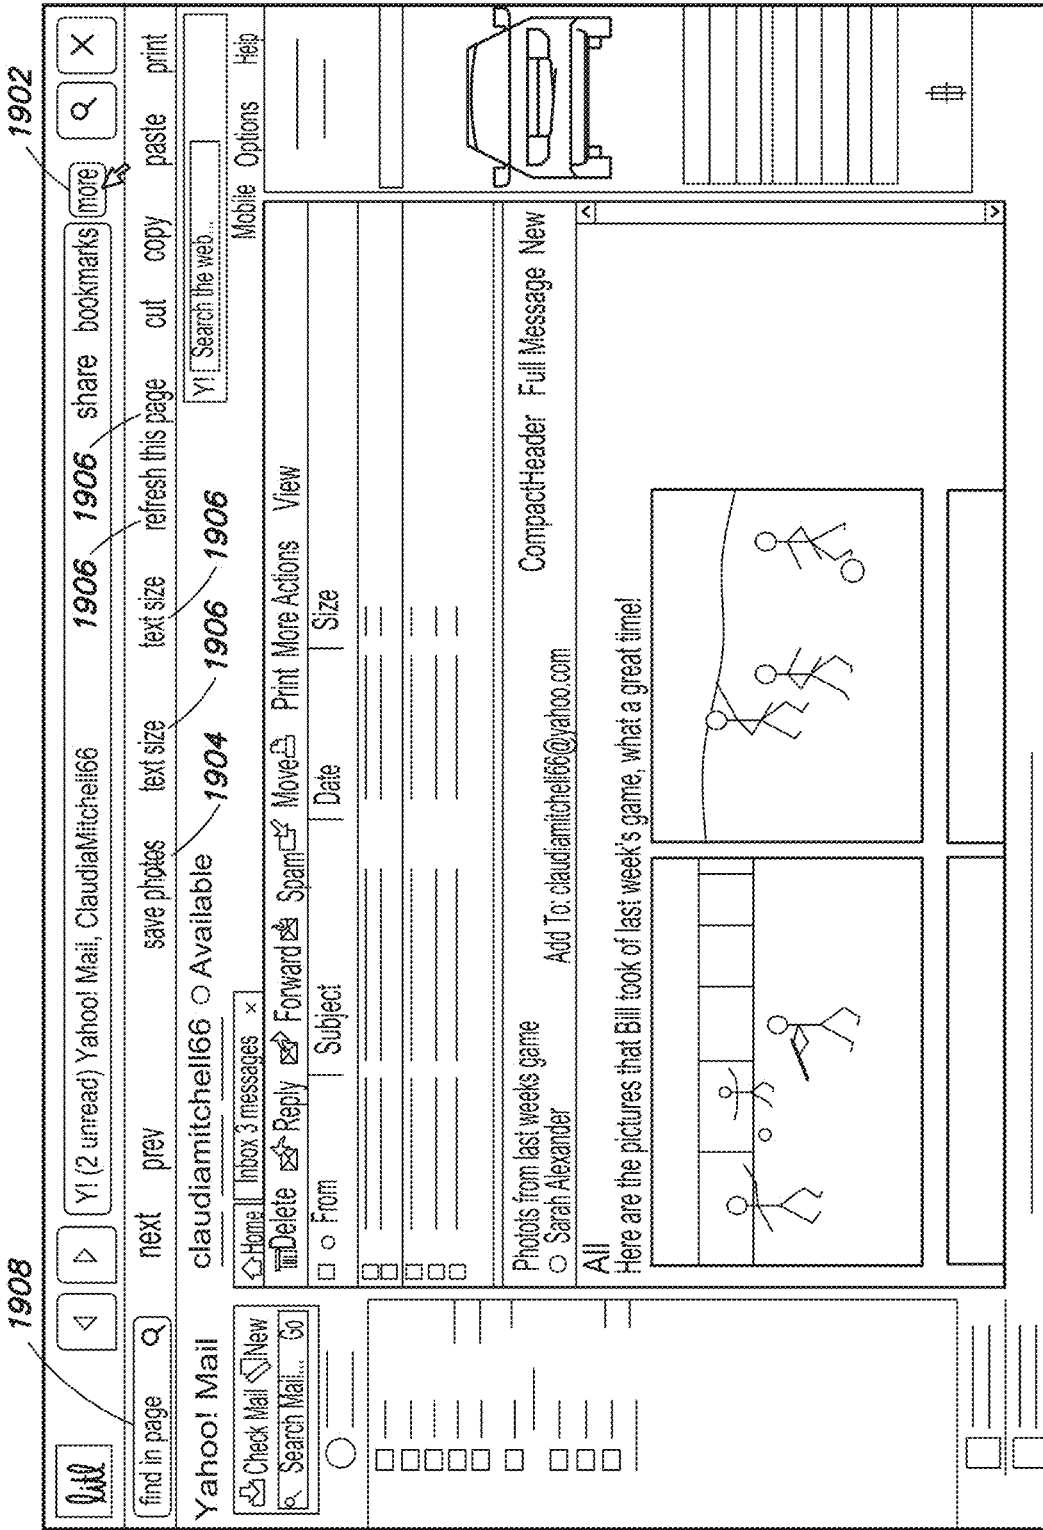 1908
1902
litl
Y! (2 unread) Yahoo! Mail, ClaudiaMitchell66
1906 1906 share bookmarks more
find in page next prev save photos text size text size refresh this page cut copy paste print
1904 1906 1906
Yahoo! Mail claudiamitchell66 Available
Y! Search the web...
Check Mail New
Search Mail... Go
Home Inbox 3 messages x
Mobile Options Help
Delete Reply Forward Spam Move Print More Actions View
From Subject Date Size
Photots from last weeks game
Sarah Alexander Add To: claudiamitchell66@yahoo.com
CompactHeader Full Message New
All
Here are the pictures that Bill took of last week's game, what a great time!